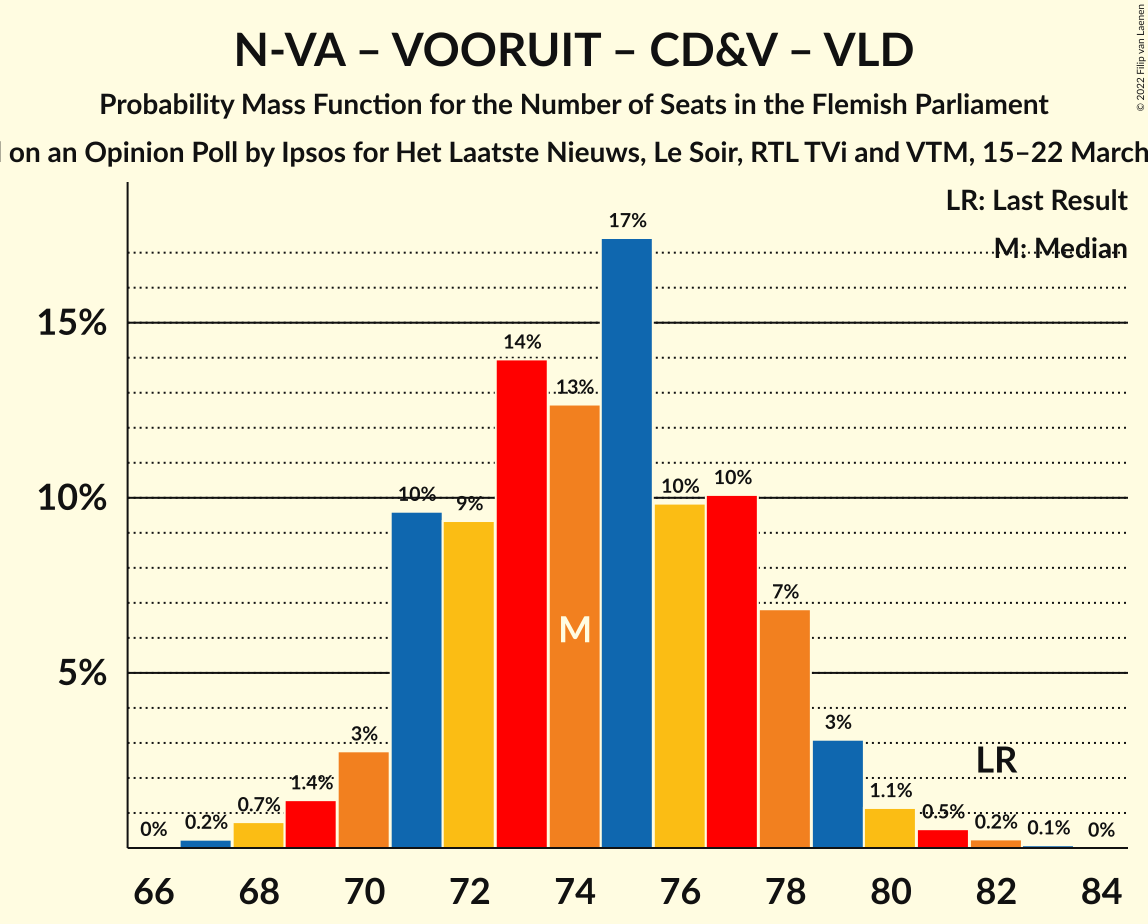 N-VA – VOORUIT – CD&V – VLD
Probability Mass Function for the Number of Seats in the Flemish Parliament
on an Opinion Poll by Ipsos for Het Laatste Nieuws, Le Soir, RTL TVi and VTM, 15–22 March
© 2022 Filip van Laenen
LR: Last Result
M: Median
17%
15%
14%
13%
10%
10%
9%
10%
10%
7%
M
5%
3%
3%
LR
0%
0.2%
0.7%
1.4%
1.1%
0.5%
0.2%
0.1%
0%
66 68 70 72 74 76 78 80 82 84